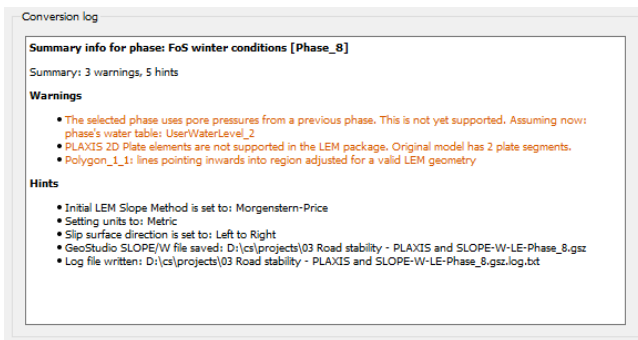 Conversion log
Summary info for phase: FoS winter conditions [Phase_8]
Summary: 3 warnings, 5 hints
Warnings
• The selected phase uses pore pressures from a previous phase. This is not yet supported. Assuming now:
phase's water table: UserWaterLevel_2
• PLAXIS 2D Plate elements are not supported in the LEM package. Original model has 2 plate segments.
• Polygon_1_1: lines pointing inwards into region adjusted for a valid LEM geometry
Hints
• Initial LEM Slope Method is set to: Morgenstern-Price
• Setting units to: Metric
• Slip surface direction is set to: Left to Right
• GeoStudio SLOPE/W file saved: D:\cs\projects\03 Road stability - PLAXIS and SLOPE-W-LE-Phase_8.gsz
• Log file written: D:\cs\projects\03 Road stability - PLAXIS and SLOPE-W-LE-Phase_8.gsz.log.txt